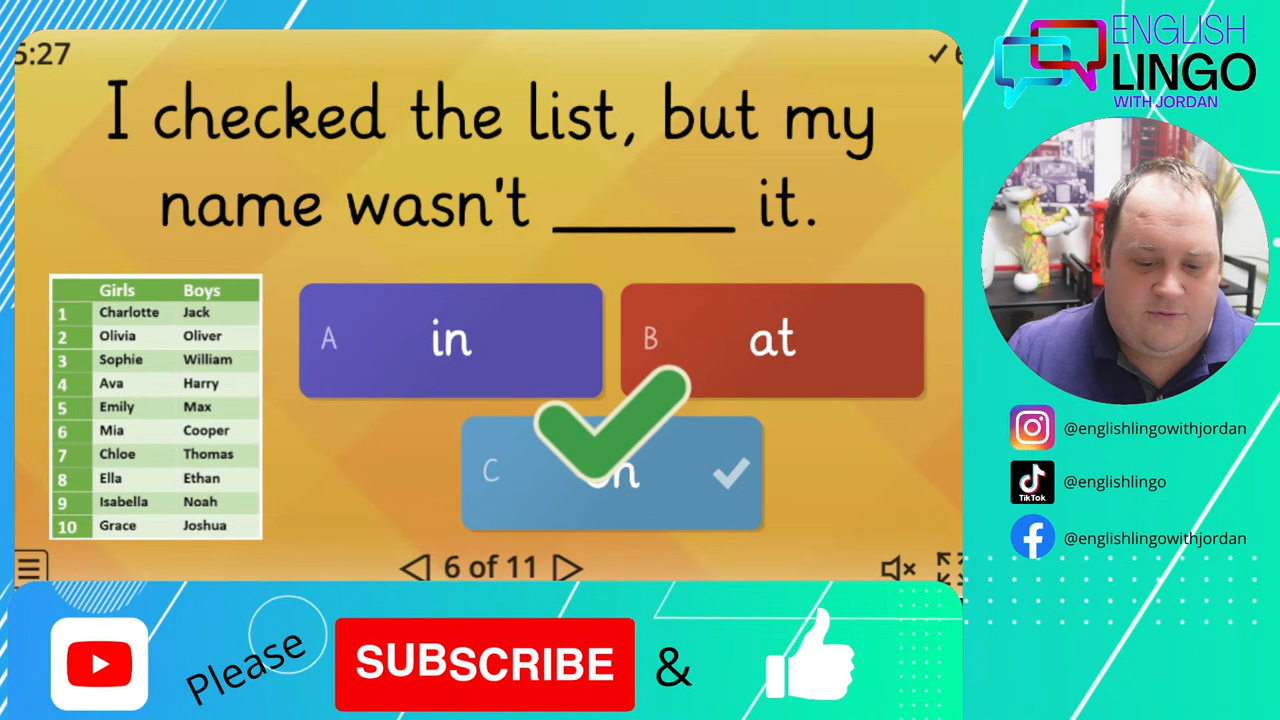 5:27
✓ 6
I checked the list, but my
name wasn't ______ it.
Girls Boys
1 Charlotte Jack
2 Olivia Oliver
3 Sophie William
4 Ava Harry
5 Emily Max
6 Mia Cooper
7 Chloe Thomas
8 Ella Ethan
9 Isabella Noah
10 Grace Joshua
A in
B at
C on
6 of 11
Please SUBSCRIBE &
ENGLISH
LINGO
WITH JORDAN
@englishlingowithjordan
TikTok
@englishlingo
@englishlingowithjordan